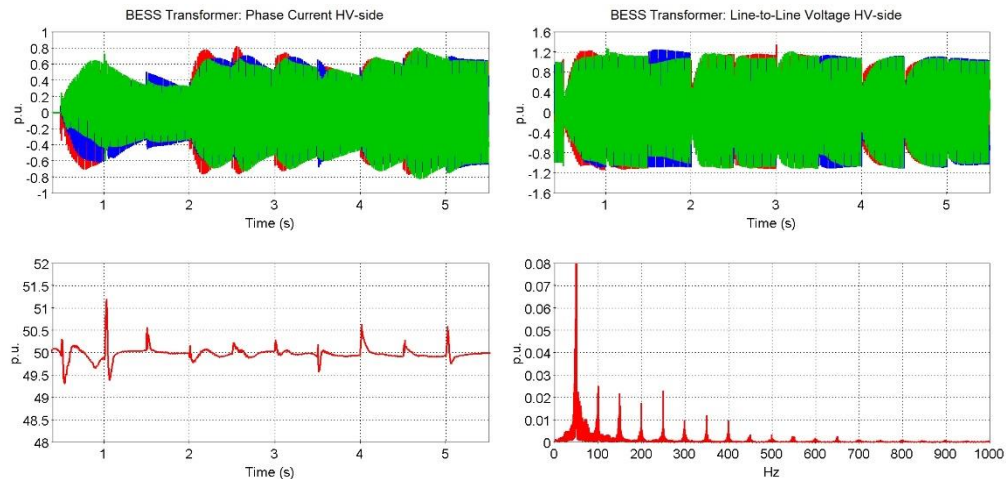 BESS Transformer: Phase Current HV-side
1
0.8
0.6
0.4
0.2
0
-0.2
-0.4
-0.6
-0.8
-1
p.u.
1 2 3 4 5
Time (s)
BESS Transformer: Line-to-Line Voltage HV-side
1.6
1.2
0.8
0.4
0
-0.4
-0.8
-1.2
-1.6
p.u.
1 2 3 4 5
Time (s)
52
51.5
51
50.5
50
49.5
49
48.5
48
p.u.
1 2 3 4 5
Time (s)
0.08
0.07
0.06
0.05
0.04
0.03
0.02
0.01
0
p.u.
0 100 200 300 400 500 600 700 800 900 1000
Hz